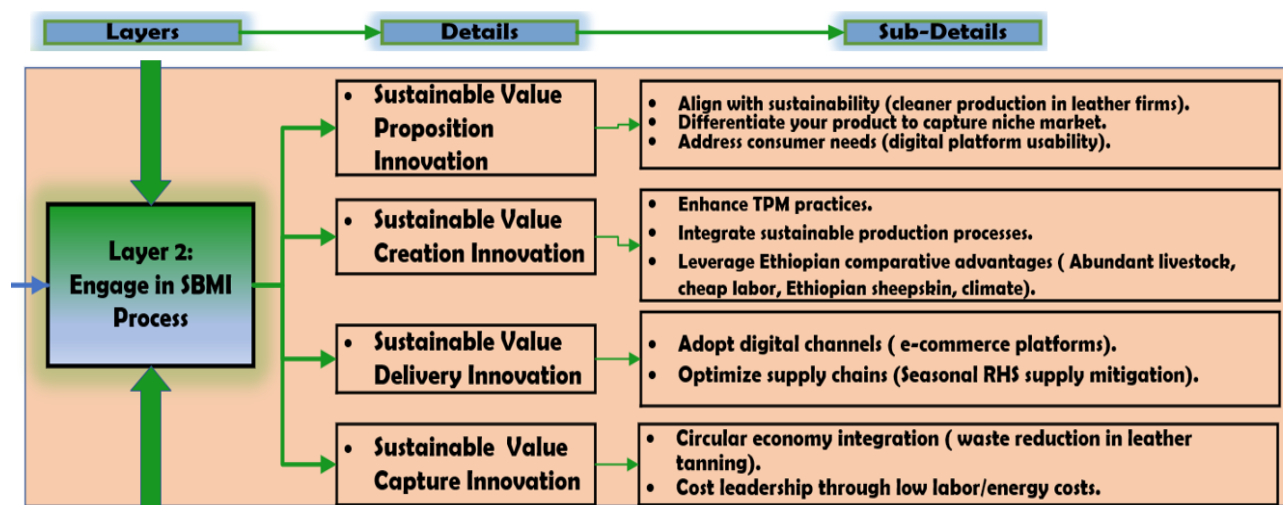 Layers
Details
Sub-Details
Layer 2:
Engage in SBMI
Process
• Sustainable Value
Proposition
Innovation
• Align with sustainability (cleaner production in leather firms).
• Differentiate your product to capture niche market.
• Address consumer needs (digital platform usability).
• Sustainable Value
Creation Innovation
• Enhance TPM practices.
• Integrate sustainable production processes.
• Leverage Ethiopian comparative advantages ( Abundant livestock,
cheap labor, Ethiopian sheepskin, climate).
• Sustainable Value
Delivery Innovation
• Adopt digital channels ( e-commerce platforms).
• Optimize supply chains (Seasonal RHS supply mitigation).
• Sustainable Value
Capture Innovation
• Circular economy integration ( waste reduction in leather
tanning).
• Cost leadership through low labor/energy costs.